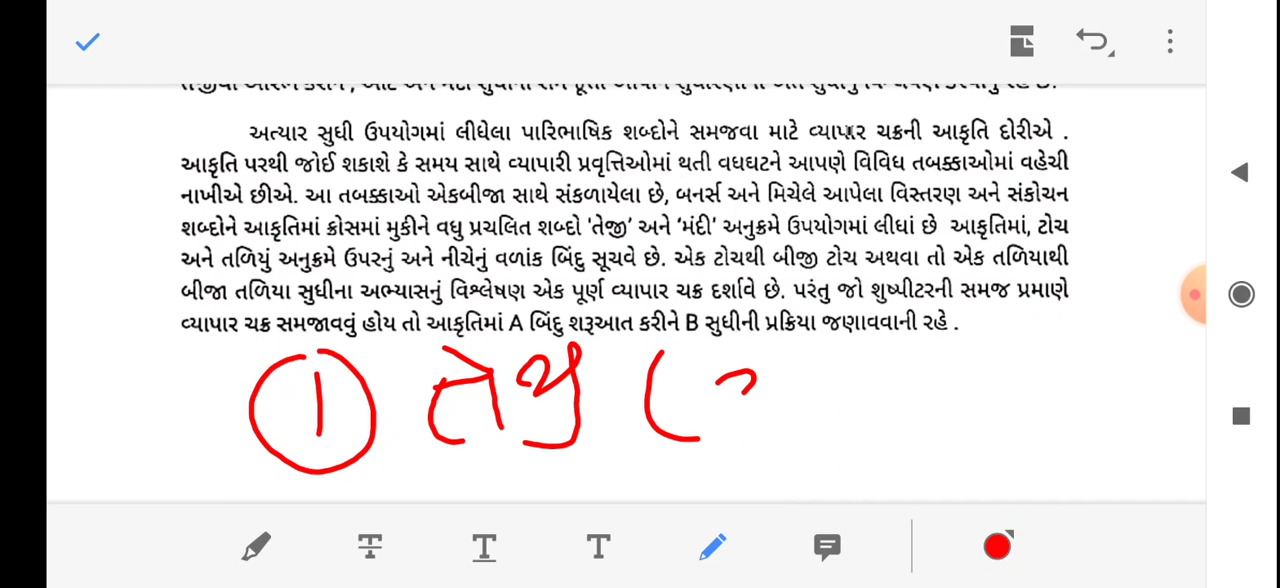 અત્યાર સુધી ઉપયોગમાં લીધેલા પારિભાષિક શબ્દોને સમજવા માટે વ્યાપાર ચક્રની આકૃતિ દોરીએ .
આકૃતિ પરથી જોઈ શકાશે કે સમય સાથે વ્યાપારી પ્રવૃત્તિઓમાં થતી વધઘટને આપણે વિવિધ તબક્કાઓમાં વહેચી
નાખીએ છીએ. આ તબક્કાઓ એકબીજા સાથે સંકળાયેલા છે, બનર્સ અને મિચેલે આપેલા વિસ્તરણ અને સંકોચન
શબ્દોને આકૃતિમાં ક્રોસમાં મુકીને વધુ પ્રચલિત શબ્દો 'તેજી' અને 'મંદી' અનુક્રમે ઉપયોગમાં લીધાં છે આકૃતિમાં, ટોચ
અને તળિયું અનુક્રમે ઉપરનું અને નીચેનું વળાંક બિંદુ સૂચવે છે. એક ટોચથી બીજી ટોચ અથવા તો એક તળિયાથી
બીજા તળિયા સુધીના અભ્યાસનું વિશ્લેષણ એક પૂર્ણ વ્યાપાર ચક્ર દર્શાવે છે. પરંતુ જો શુષ્પીટરની સમજ પ્રમાણે
વ્યાપાર ચક્ર સમજાવવું હોય તો આકૃતિમાં A બિંદુ શરૂઆત કરીને B સુધીની પ્રક્રિયા જણાવવાની રહે .
1 તેજી (